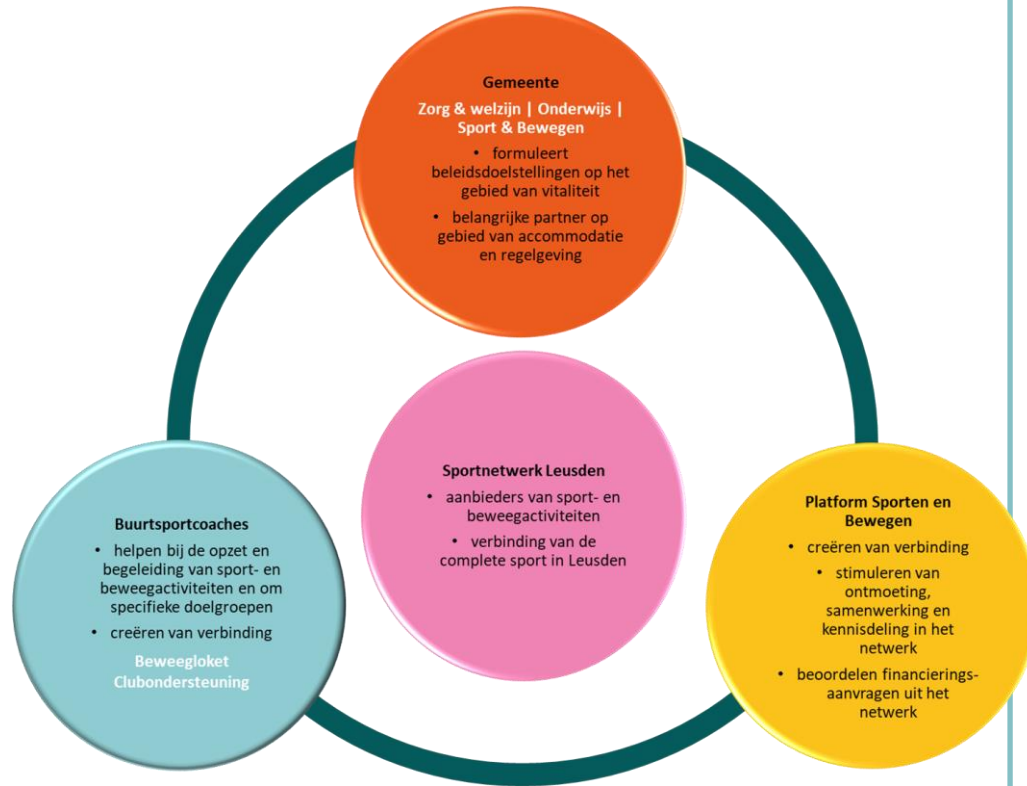 Gemeente
Zorg & welzijn | Onderwijs |
Sport & Bewegen
• formuleert
beleidsdoelstellingen op het
gebied van vitaliteit
• belangrijke partner op
gebied van accommodatie
en regelgeving
Sportnetwerk Leusden
• aanbieders van sport- en
beweegactiviteiten
• verbinding van de
complete sport in Leusden
Buurtsportcoaches
• helpen bij de opzet en
begeleiding van sport- en
beweegactiviteiten en om
specifieke doelgroepen
• creëren van verbinding
Beweegloket
Clubondersteuning
Platform Sporten en
Bewegen
• creëren van verbinding
• stimuleren van
ontmoeting,
samenwerking en
kennisdeling in het
netwerk
• beoordelen financierings-
aanvragen uit het
netwerk